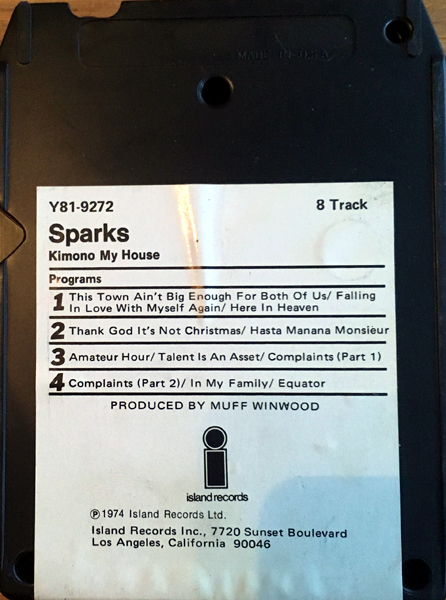 MADE IN U.S.A.
Y81-9272 8 Track
Sparks
Kimono My House
Programs
1 This Town Ain't Big Enough For Both Of Us/ Falling
In Love With Myself Again/ Here In Heaven
2 Thank God It's Not Christmas/ Hasta Manana Monsieur
3 Amateur Hour/ Talent Is An Asset/ Complaints (Part 1)
4 Complaints (Part 2)/ In My Family/ Equator
PRODUCED BY MUFF WINWOOD
island records
℗1974 Island Records Ltd.
Island Records Inc., 7720 Sunset Boulevard
Los Angeles, California 90046